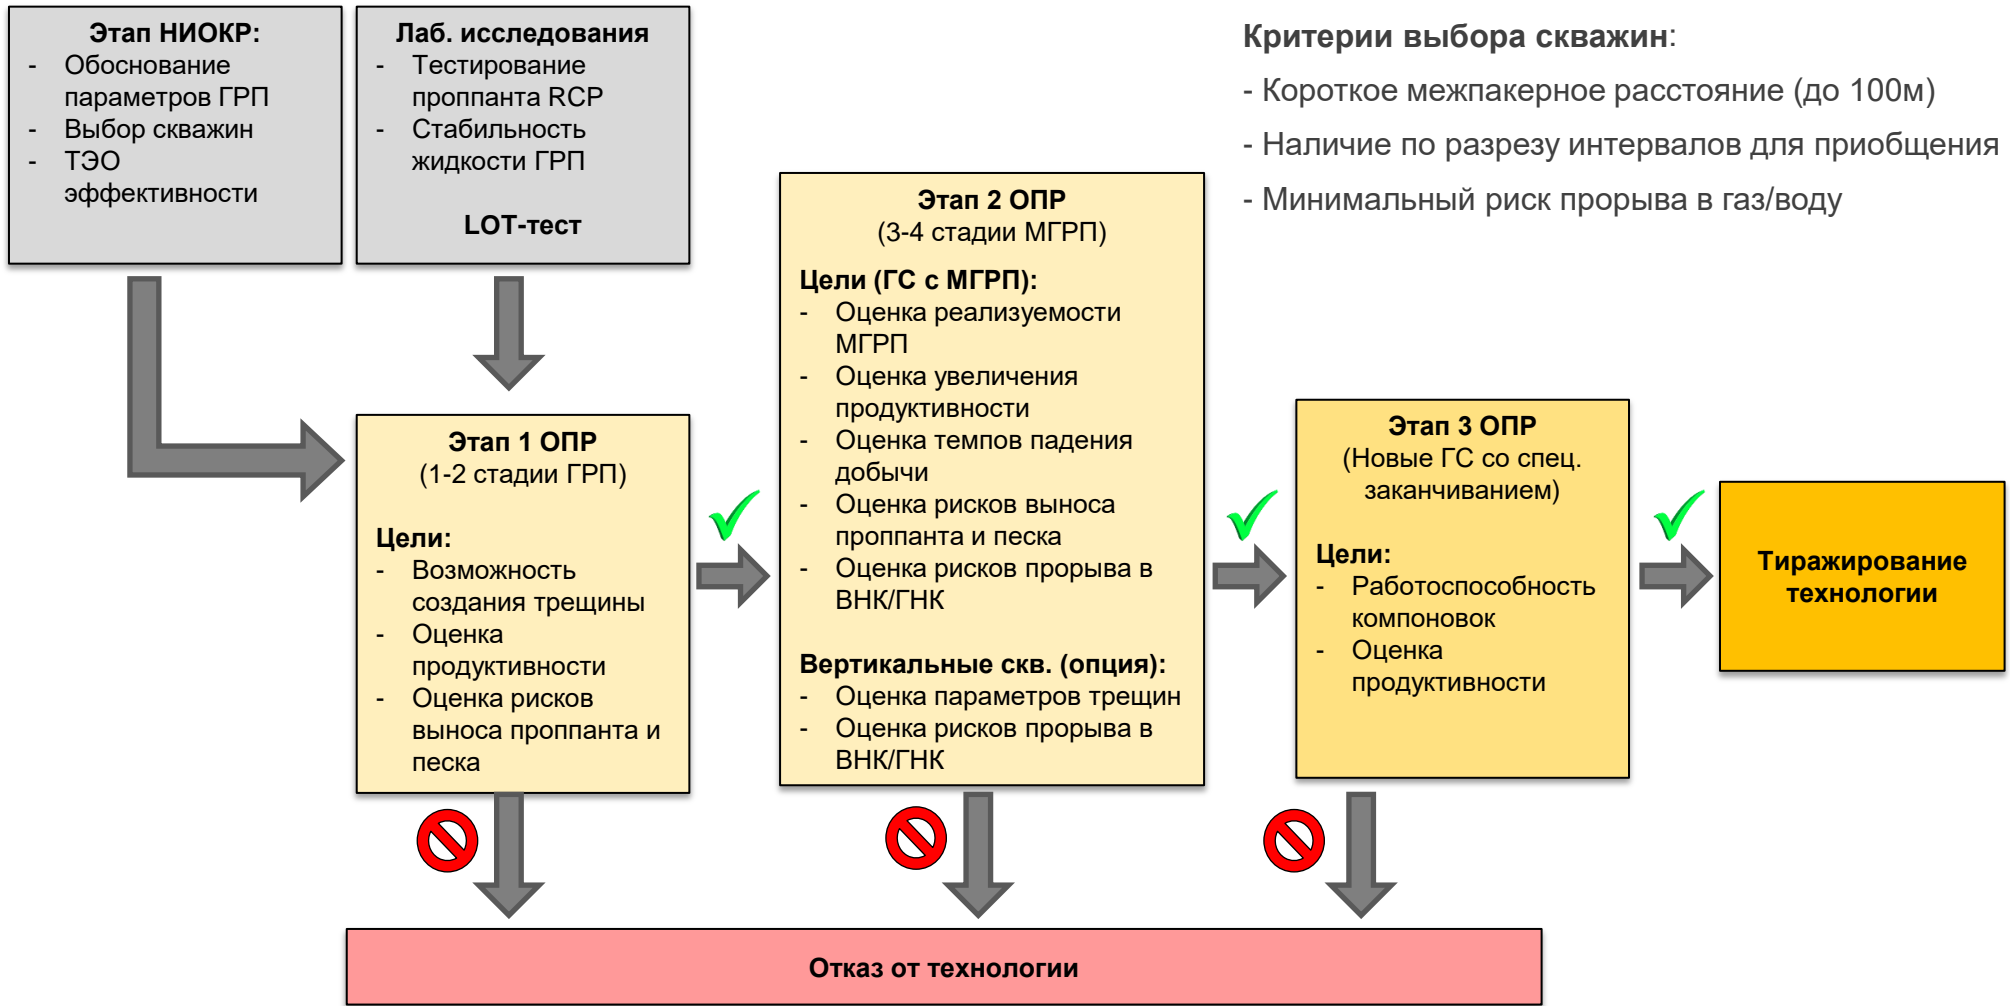 Этап НИОКР:
- Обоснование
параметров ГРП
- Выбор скважин
- ТЭО
эффективности
Лаб. исследования
- Тестирование
проппанта RCP
- Стабильность
жидкости ГРП
LOT-тест
Критерии выбора скважин:
- Короткое межпакерное расстояние (до 100м)
- Наличие по разрезу интервалов для приобщения
- Минимальный риск прорыва в газ/воду
Этап 1 ОПР
(1-2 стадии ГРП)
Цели:
- Возможность
создания трещины
- Оценка
продуктивности
- Оценка рисков
выноса проппанта и
песка
Этап 2 ОПР
(3-4 стадии МГРП)
Цели (ГС с МГРП):
- Оценка реализуемости
МГРП
- Оценка увеличения
продуктивности
- Оценка темпов падения
добычи
- Оценка рисков выноса
проппанта и песка
- Оценка рисков прорыва в
ВНК/ГНК
Вертикальные скв. (опция):
- Оценка параметров трещин
- Оценка рисков прорыва в
ВНК/ГНК
Этап 3 ОПР
(Новые ГС со спец.
заканчиванием)
Цели:
- Работоспособность
компоновок
- Оценка
продуктивности
Тиражирование
технологии
Отказ от технологии